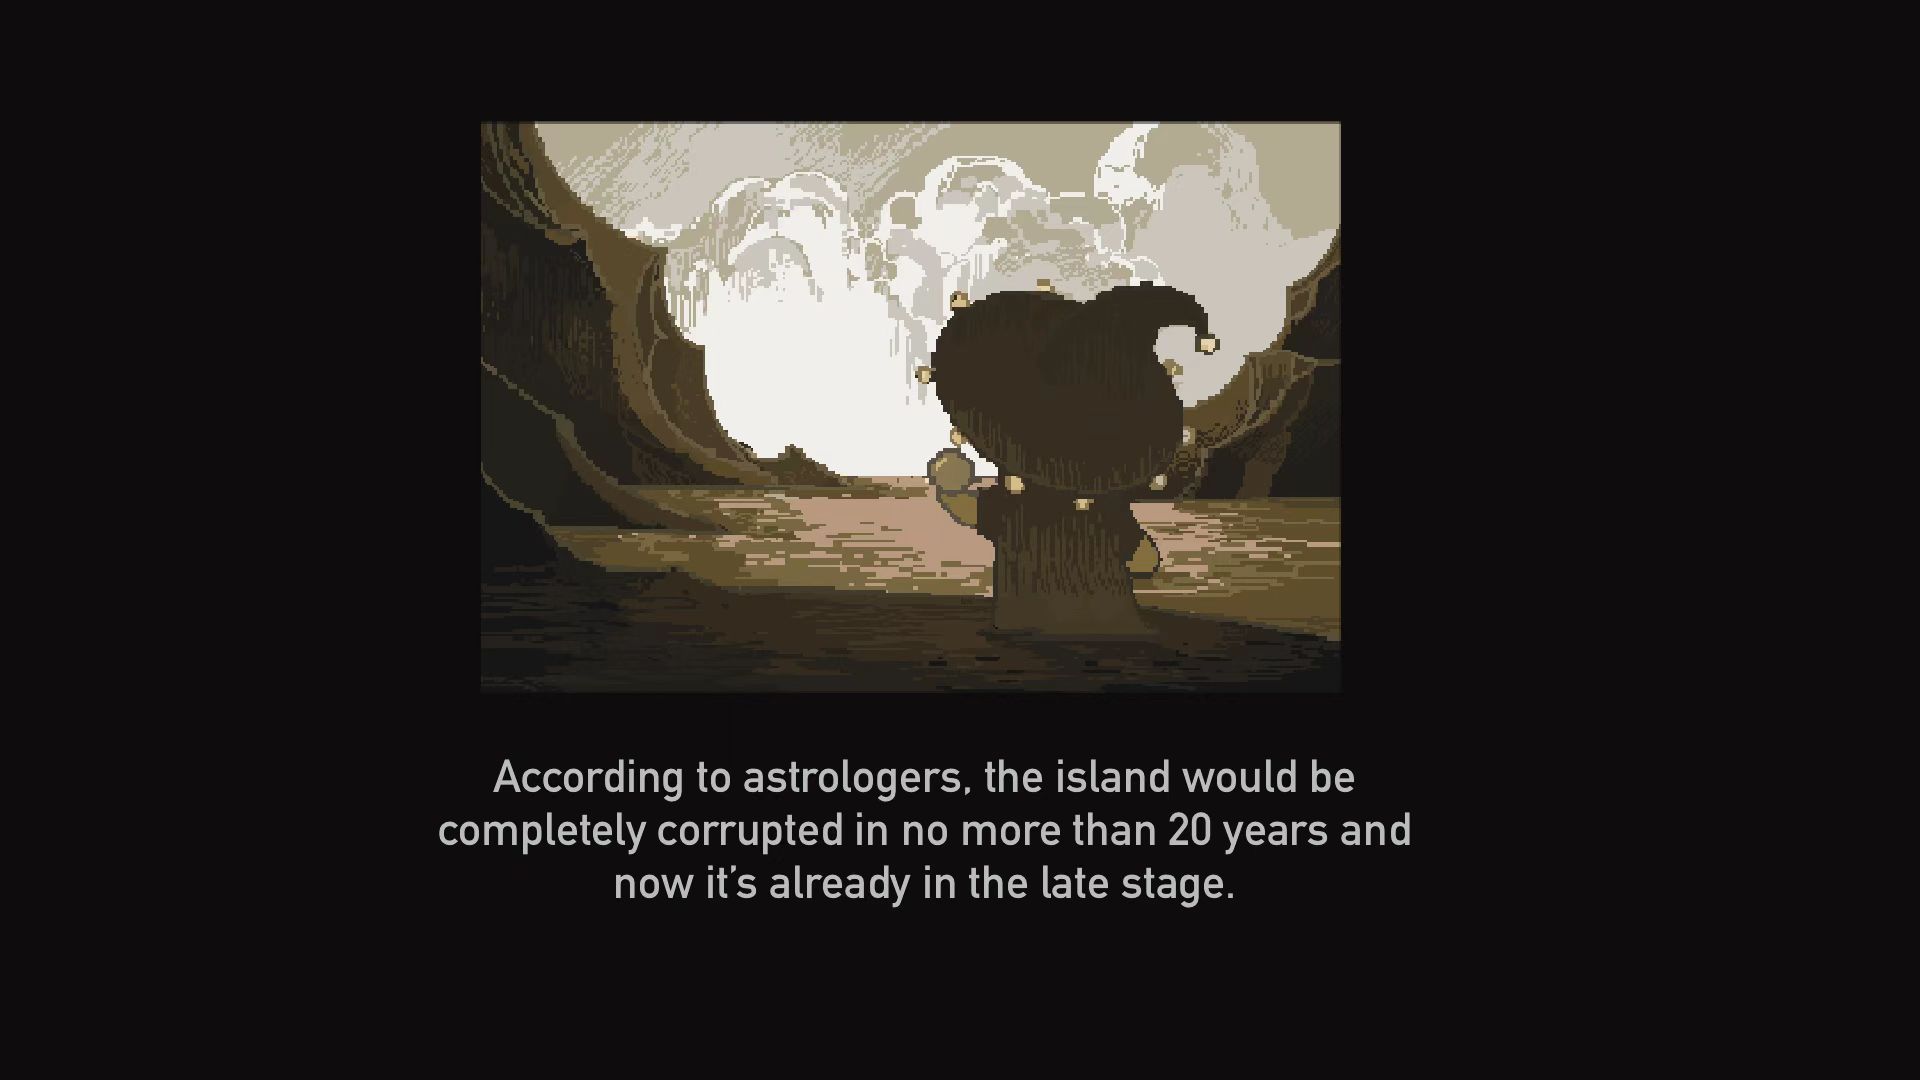 According to astrologers, the island would be
completely corrupted in no more than 20 years and
now it's already in the late stage.